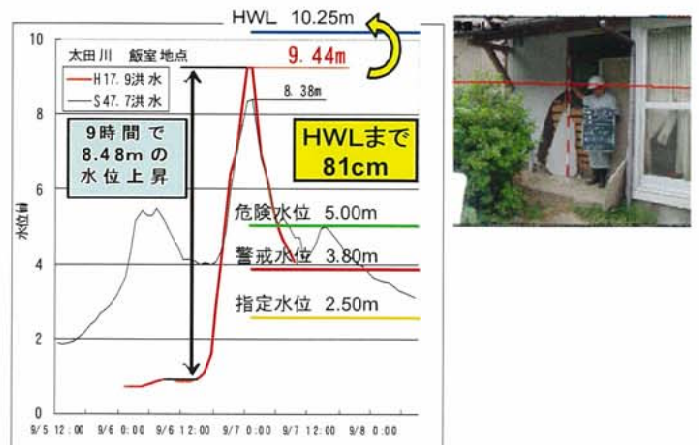 HWL 10.25m
10
太田川 飯室地点
H17.9洪水
S47.7洪水
9.44m
8.38m
8
9時間で
8.48mの
水位上昇
HWLまで
81cm
6
危険水位 5.00m
4
警戒水位 3.80m
指定水位 2.50m
2
0
9/5 12:00 9/6 0:00 9/6 12:00 9/7 0:00 9/7 12:00 9/8 0:00